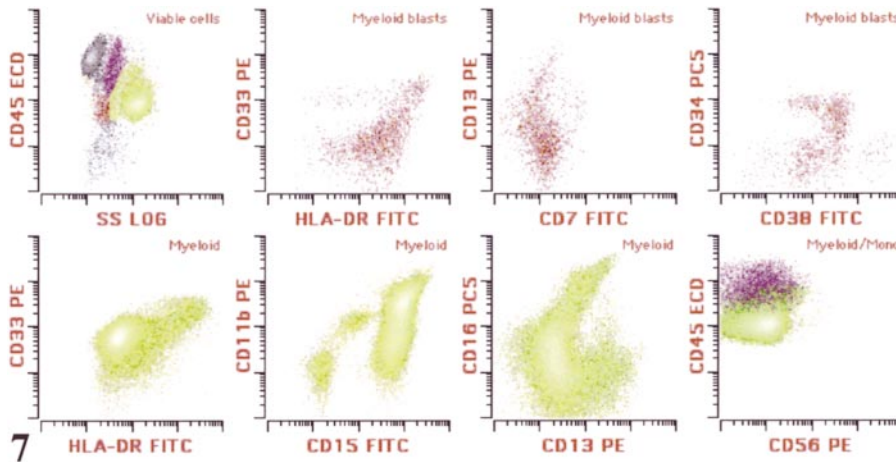 Viable cells
CD45 ECD
SS LOG
Myeloid blasts
CD33 PE
HLA-DR FITC
Myeloid blasts
CD13 PE
CD7 FITC
Myeloid blasts
CD34 PC5
CD38 FITC
Myeloid
CD33 PE
HLA-DR FITC
Myeloid
CD11b PE
CD15 FITC
Myeloid
CD16 PC5
CD13 PE
Myeloid/Mono
CD45 ECD
CD56 PE
7